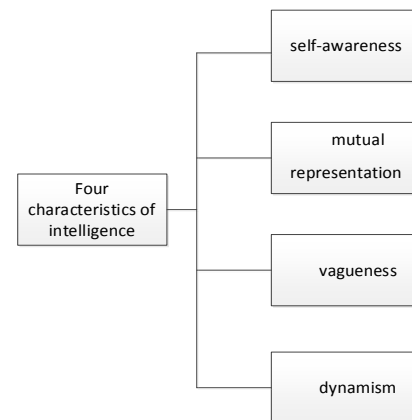 self-awareness
mutual
representation
Four
characteristics of
intelligence
vagueness
dynamism